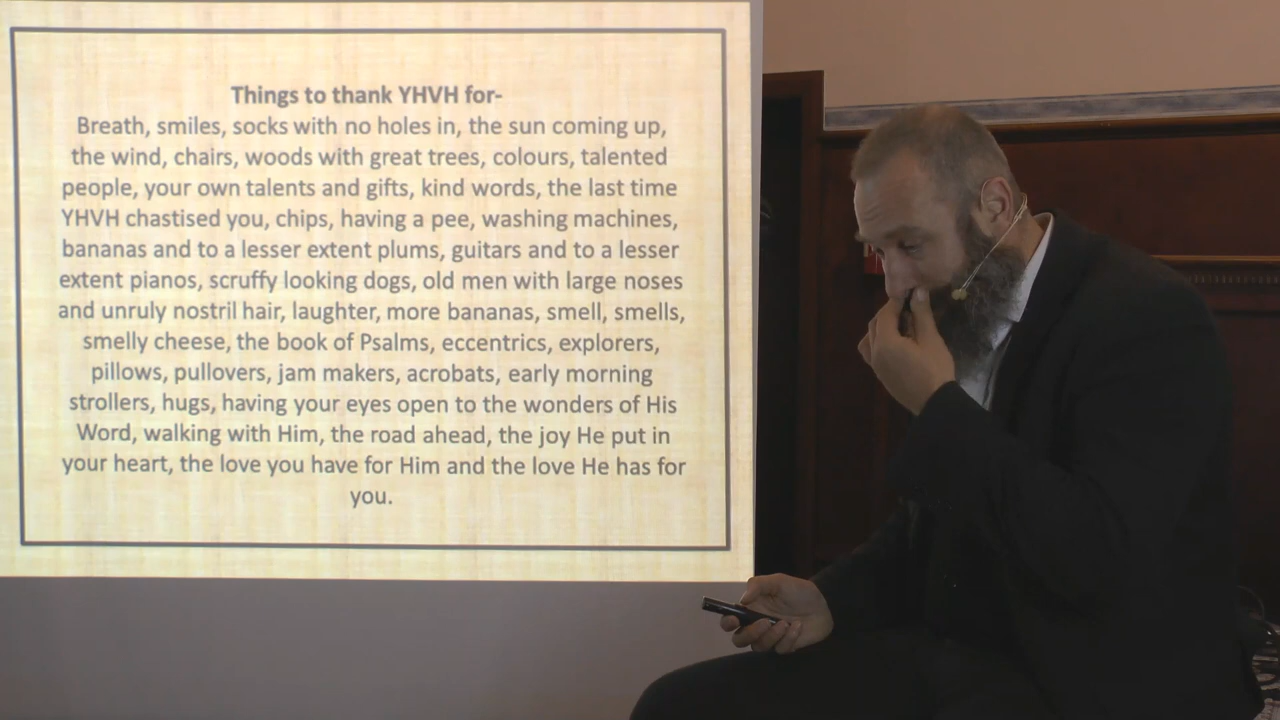 Things to thank YHVH for-
Breath, smiles, socks with no holes in, the sun coming up,
the wind, chairs, woods with great trees, colours, talented
people, your own talents and gifts, kind words, the last time
YHVH chastised you, chips, having a pee, washing machines,
bananas and to a lesser extent plums, guitars and to a lesser
extent pianos, scruffy looking dogs, old men with large noses
and unruly nostril hair, laughter, more bananas, smell, smells,
smelly cheese, the book of Psalms, eccentrics, explorers,
pillows, pullovers, jam makers, acrobats, early morning
strollers, hugs, having your eyes open to the wonders of His
Word, walking with Him, the road ahead, the joy He put in
your heart, the love you have for Him and the love He has for
you.